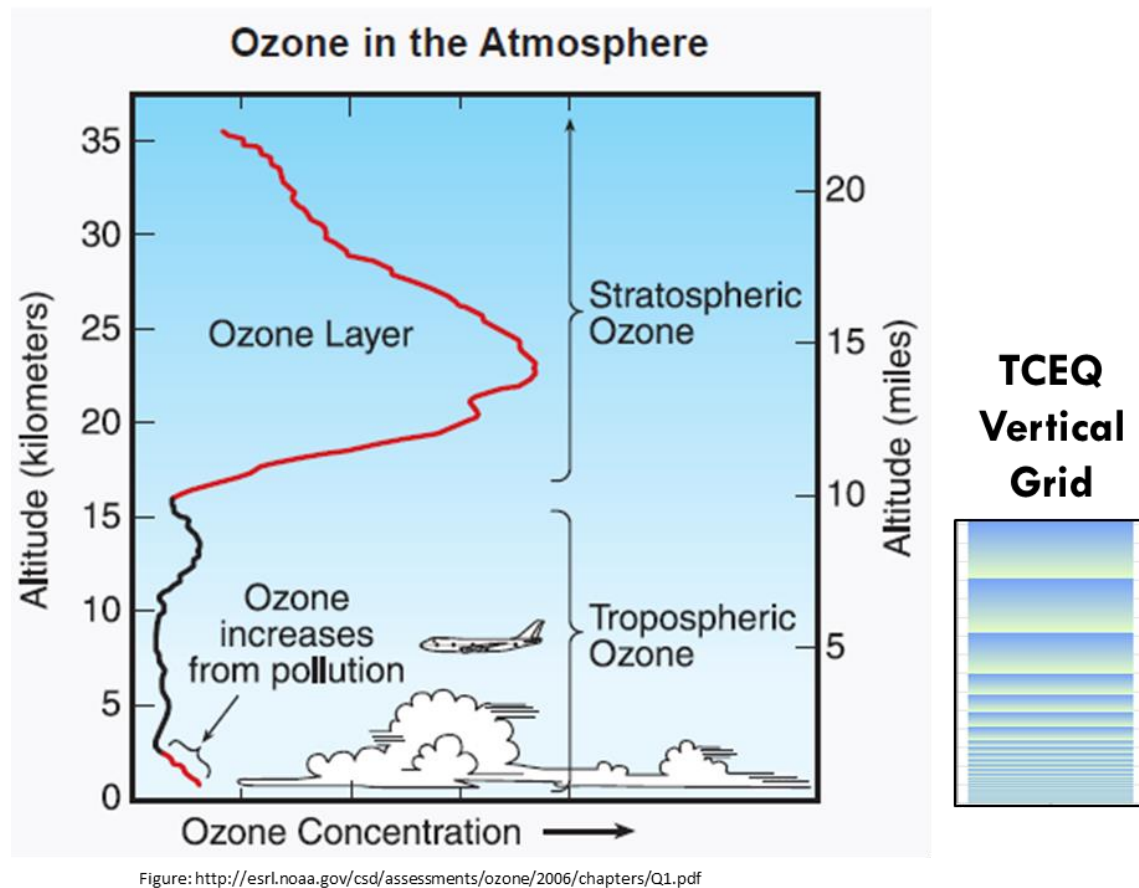 Ozone in the Atmosphere
Altitude (kilometers)
35
30
25
20
15
10
5
0
Ozone Layer
Stratospheric
Ozone
Ozone
increases
from pollution
Tropospheric
Ozone
20
15
10
5
Altitude (miles)
Ozone Concentration
TCEQ
Vertical
Grid
Figure: http://esrl.noaa.gov/csd/assessments/ozone/2006/chapters/Q1.pdf